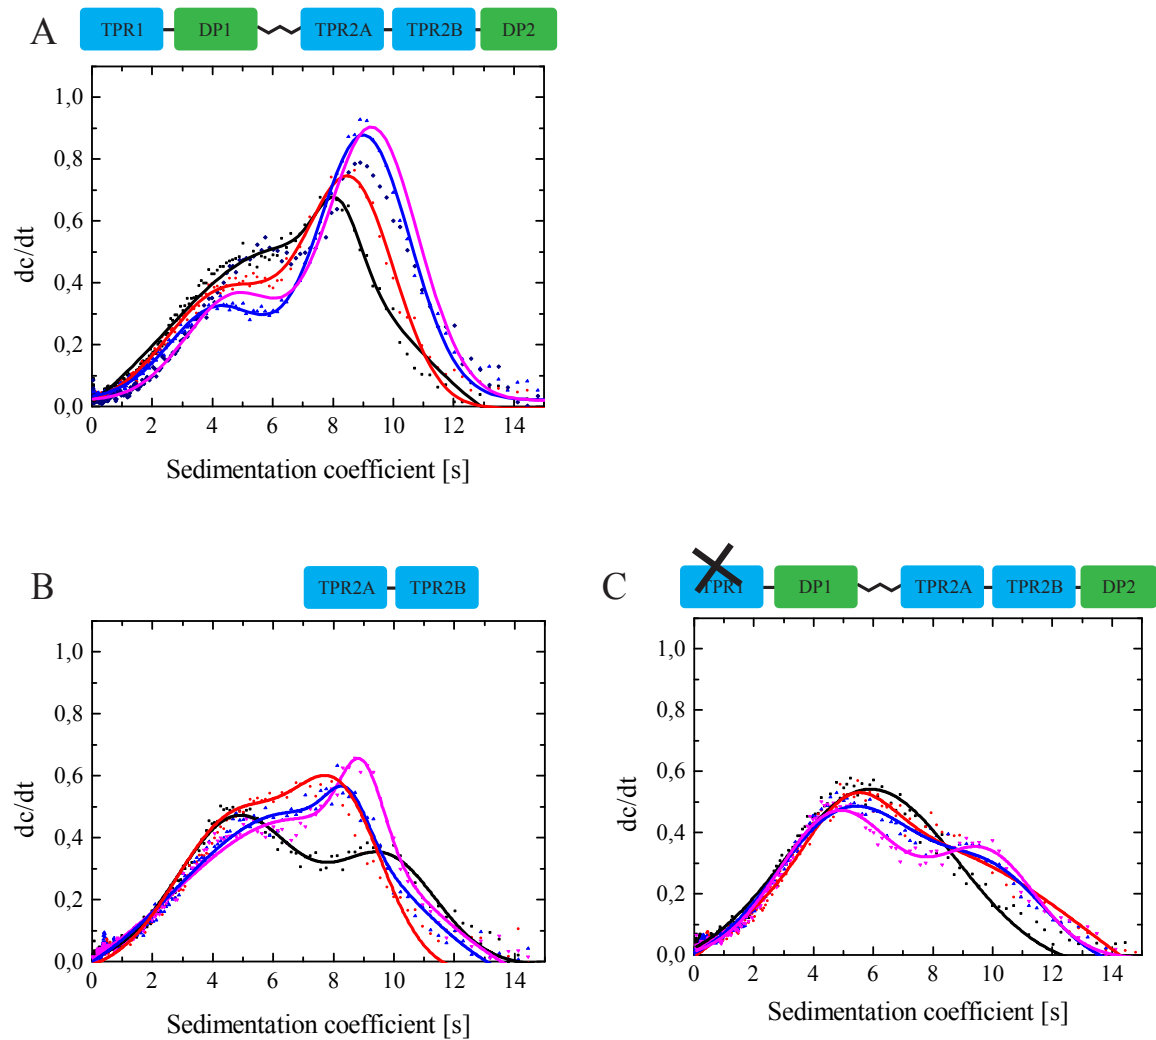 A
TPR1 DP1 TPR2A TPR2B DP2
1,0
0,8
0,6
0,4
0,2
0,0
dc/dt
0 2 4 6 8 10 12 14
Sedimentation coefficient [s]
B
TPR2A TPR2B
1,0
0,8
0,6
0,4
0,2
0,0
dc/dt
0 2 4 6 8 10 12 14
Sedimentation coefficient [s]
C
TPR1 DP1 TPR2A TPR2B DP2
1,0
0,8
0,6
0,4
0,2
0,0
dc/dt
0 2 4 6 8 10 12 14
Sedimentation coefficient [s]